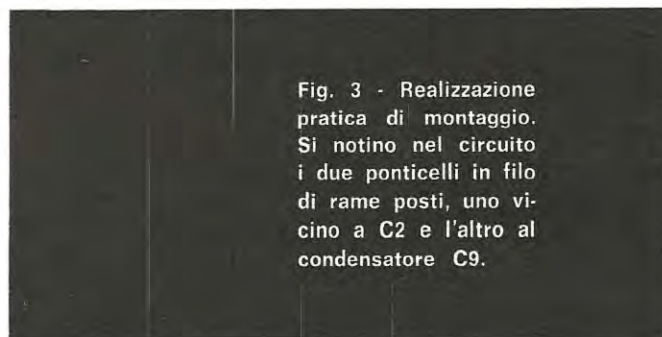 Fig. 3 - Realizzazione
pratica di montaggio.
Si notino nel circuito
i due ponticelli in filo
di rame posti, uno vi-
cino a C2 e l'altro al
condensatore C9.